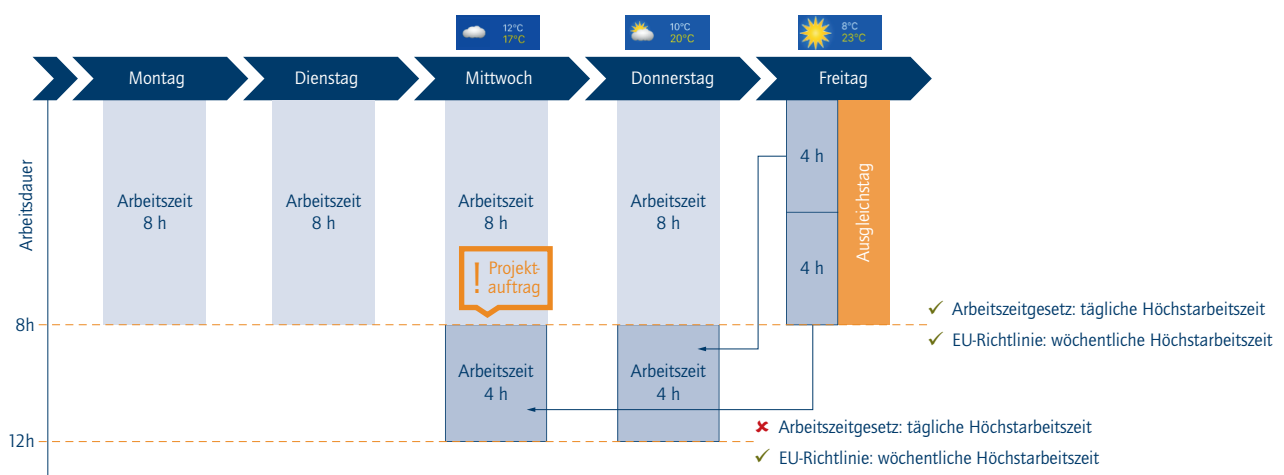 12°C
17°C
10°C
20°C
8°C
23°C
Montag
Dienstag
Mittwoch
Donnerstag
Freitag
Arbeitsdauer
Arbeitszeit
8 h
Arbeitszeit
8 h
Arbeitszeit
8 h
Arbeitszeit
8 h
4 h
4 h
Ausgleichstag
! Projekt-
auftrag
8h
✓ Arbeitszeitgesetz: tägliche Höchstarbeitszeit
✓ EU-Richtlinie: wöchentliche Höchstarbeitszeit
Arbeitszeit
4 h
Arbeitszeit
4 h
12h
✘ Arbeitszeitgesetz: tägliche Höchstarbeitszeit
✓ EU-Richtlinie: wöchentliche Höchstarbeitszeit